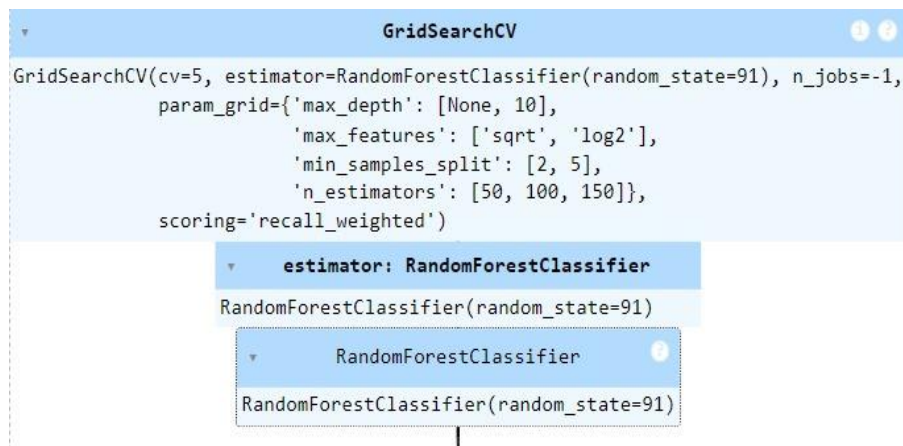 GridSearchCV
i ?
GridSearchCV(cv=5, estimator=RandomForestClassifier(random_state=91), n_jobs=-1,
param_grid={'max_depth': [None, 10],
'max_features': ['sqrt', 'log2'],
'min_samples_split': [2, 5],
'n_estimators': [50, 100, 150]},
scoring='recall_weighted')
estimator: RandomForestClassifier
RandomForestClassifier(random_state=91)
RandomForestClassifier
?
RandomForestClassifier(random_state=91)